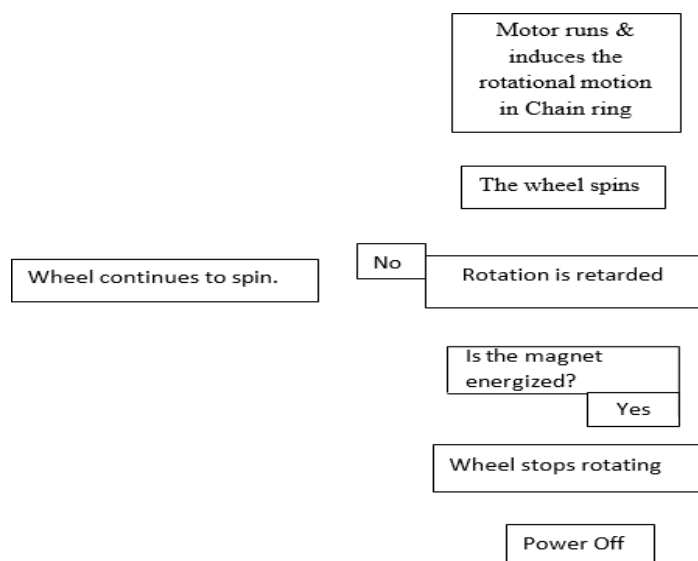 Motor runs &
induces the
rotational motion
in Chain ring
The wheel spins
No
Wheel continues to spin.
Rotation is retarded
Is the magnet
energized?
Yes
Wheel stops rotating
Power Off